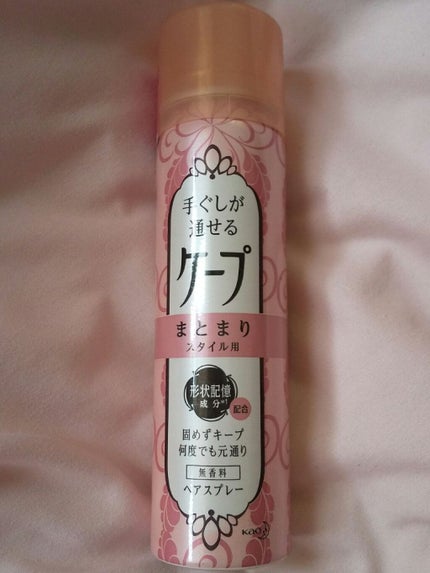 手ぐしが
通せる
ケープ
まとまり
スタイル用
形状記憶
成分※1
配合
固めずキープ
何度でも元通り
無香料
ヘアスプレー
Kao